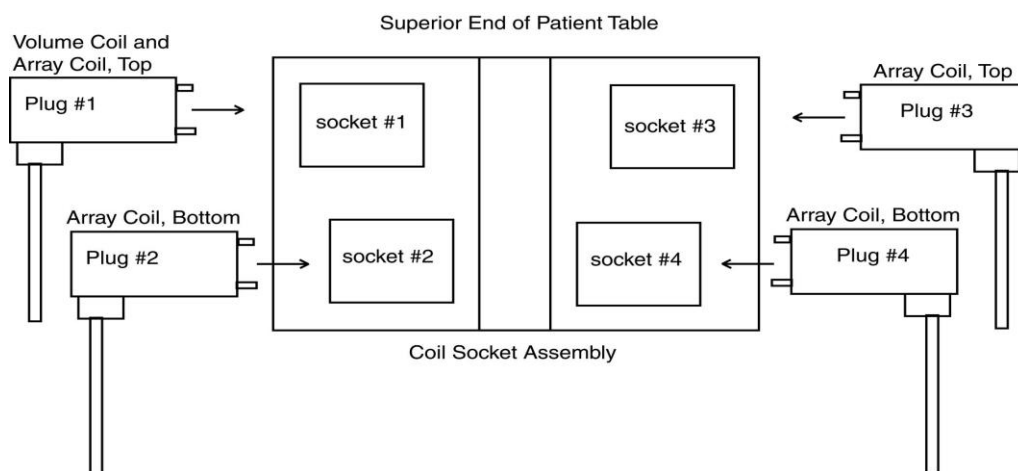 Superior End of Patient Table
Volume Coil and
Array Coil, Top
Plug #1
socket #1
socket #3
Array Coil, Top
Plug #3
Array Coil, Bottom
Plug #2
socket #2
socket #4
Array Coil, Bottom
Plug #4
Coil Socket Assembly